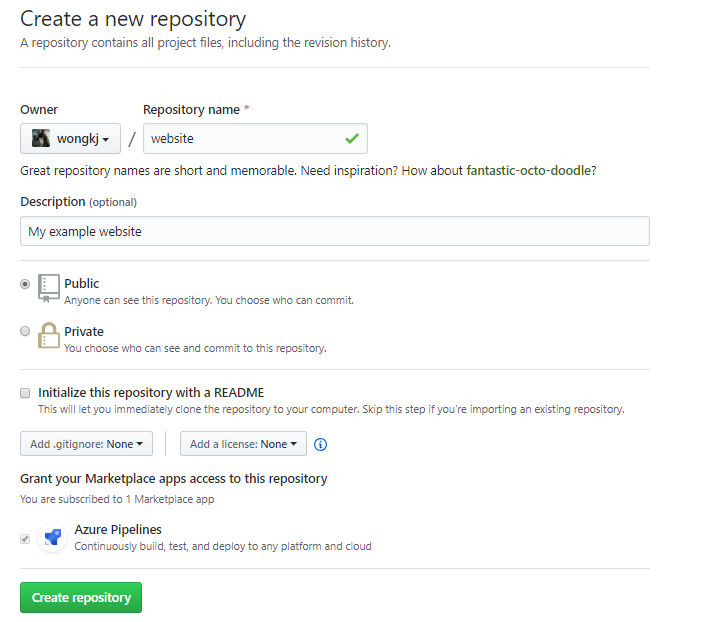 Create a new repository
A repository contains all project files, including the revision history.
Owner
Repository name *
wongkj / website
Great repository names are short and memorable. Need inspiration? How about fantastic-octo-doodle?
Description (optional)
My example website
Public
Anyone can see this repository. You choose who can commit.
Private
You choose who can see and commit to this repository.
Initialize this repository with a README
This will let you immediately clone the repository to your computer. Skip this step if you're importing an existing repository.
Add .gitignore: None
Add a license: None
Grant your Marketplace apps access to this repository
You are subscribed to 1 Marketplace app
Azure Pipelines
Continuously build, test, and deploy to any platform and cloud
Create repository